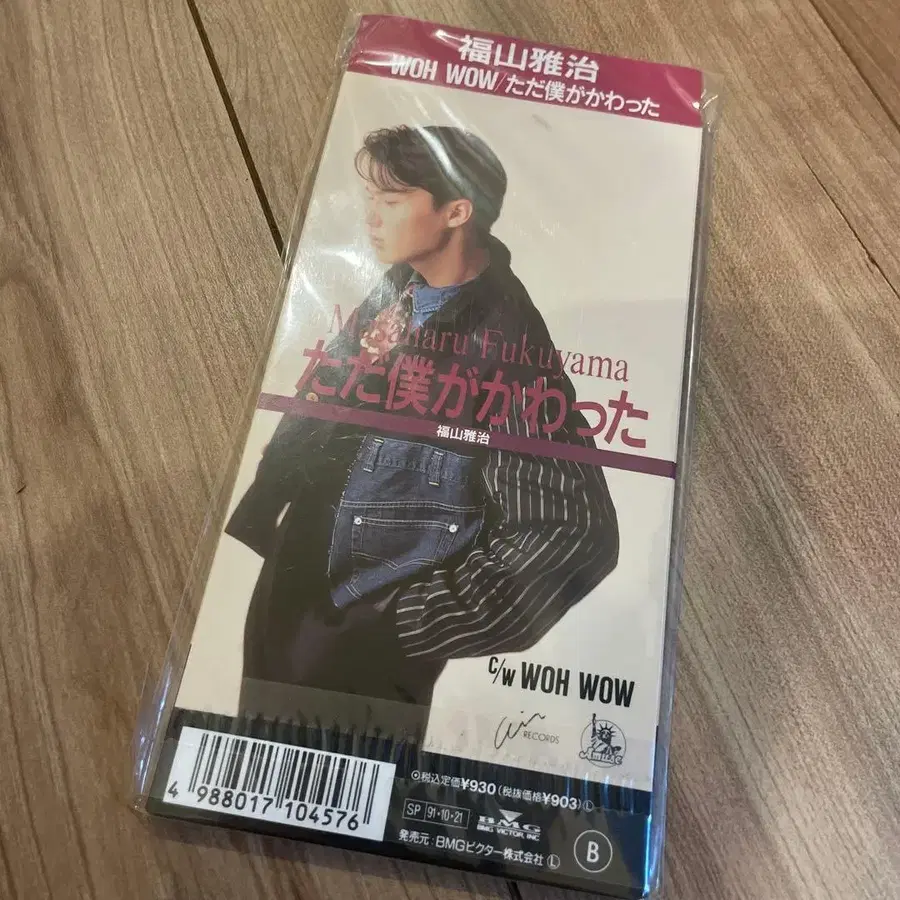 福山雅治
WOH WOW/ただ僕がかわった
Masaharu Fukuyama
ただ僕がかわった
福山雅治
C/W WOH WOW
RECORDS
Amuse
⦿税込定価¥930(税抜価格¥903)Ⓛ
4 988017 104576
SP 91・10・21
BMG
BMG VICTOR, INC
発売元:BMGビクター株式会社Ⓛ
B